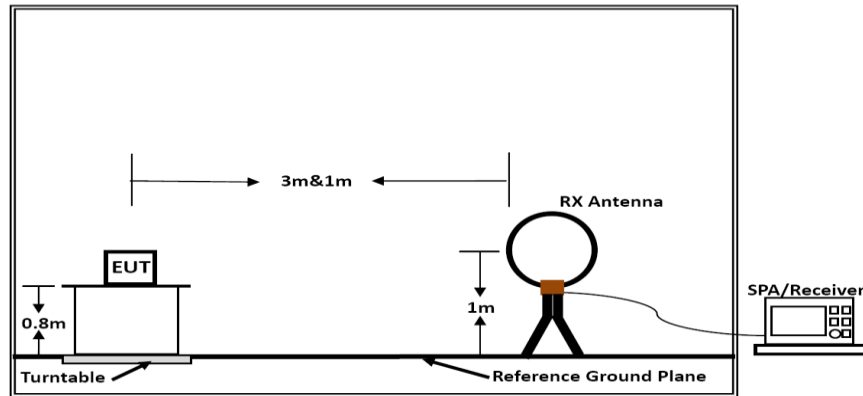 3m&1m
RX Antenna
EUT
SPA/Receiver
0.8m
1m
Turntable
Reference Ground Plane